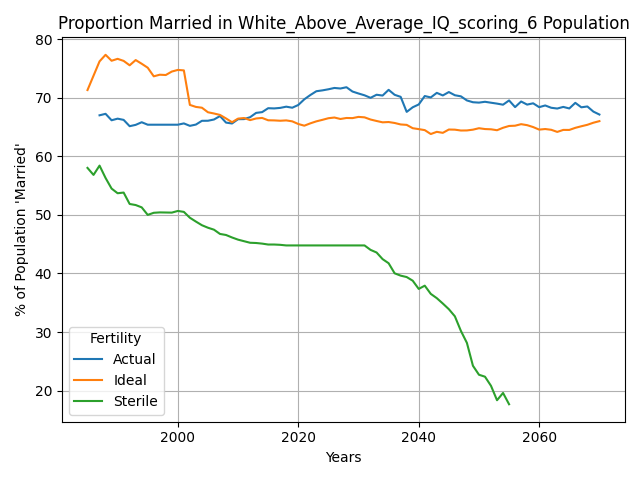 Proportion Married in White_Above_Average_IQ_scoring_6 Population
% of Population 'Married'
80
70
60
50
40
30
20
Fertility
Actual
Ideal
Sterile
2000
2020
2040
2060
Years